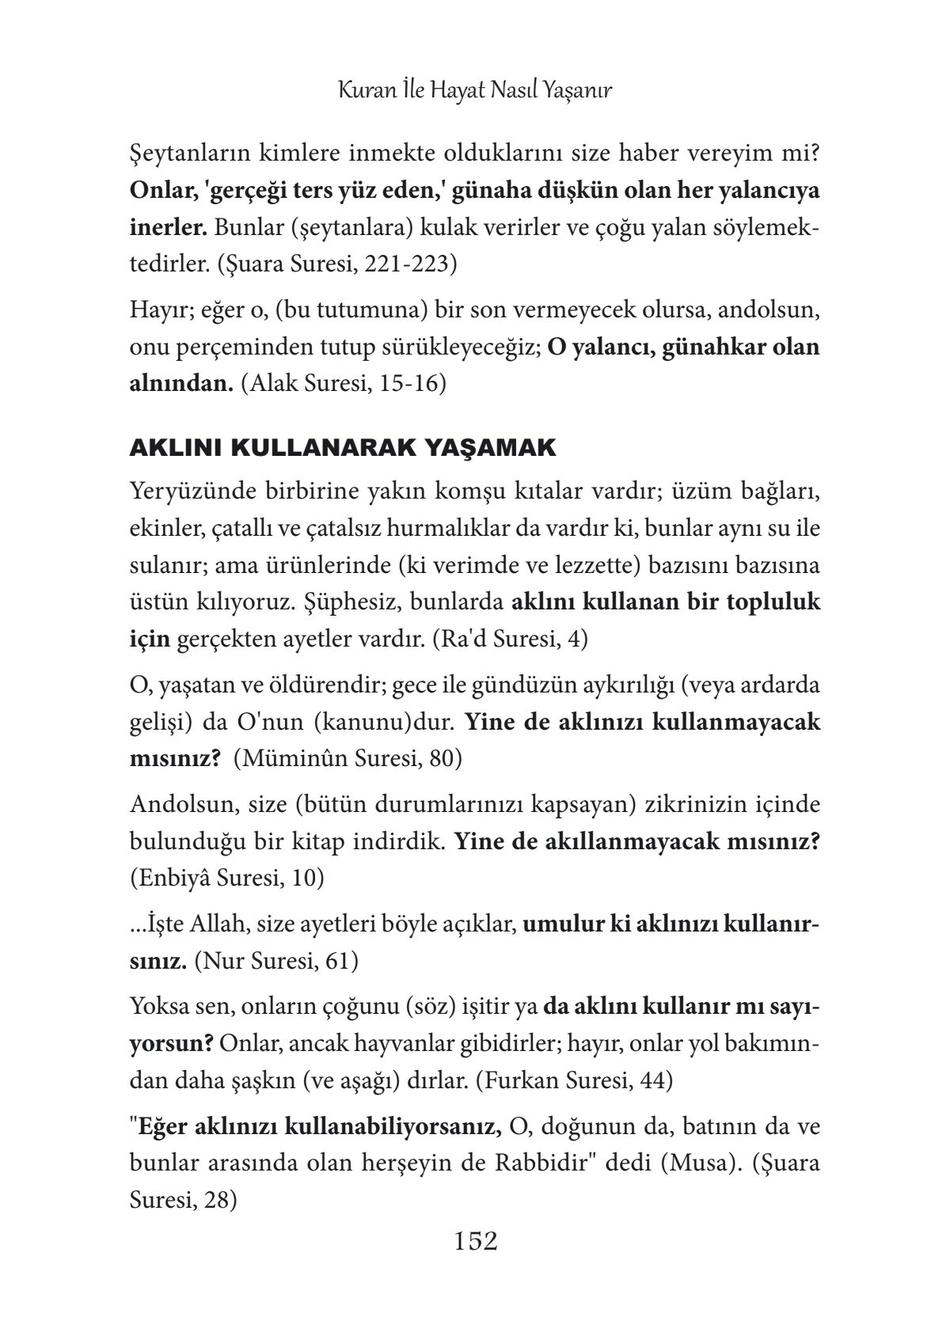 Kuran İle Hayat Nasıl Yaşanır
Şeytanların kimlere inmekte olduklarını size haber vereyim mi?
Onlar, 'gerçeği ters yüz eden,' günaha düşkün olan her yalancıya
inerler. Bunlar (şeytanlara) kulak verirler ve çoğu yalan söylemek-
tedirler. (Şuara Suresi, 221-223)
Hayır; eğer o, (bu tutumuna) bir son vermeyecek olursa, andolsun,
onu perçeminden tutup sürükleyeceğiz; O yalancı, günahkar olan
alnından. (Alak Suresi, 15-16)
AKLINI KULLANARAK YAŞAMAK
Yeryüzünde birbirine yakın komşu kıtalar vardır; üzüm bağları,
ekinler, çatallı ve çatalsız hurmalıklar da vardır ki, bunlar aynı su ile
sulanır; ama ürünlerinde (ki verimde ve lezzette) bazısını bazısına
üstün kılıyoruz. Şüphesiz, bunlarda aklını kullanan bir topluluk
için gerçekten ayetler vardır. (Ra'd Suresi, 4)
O, yaşatan ve öldürendir; gece ile gündüzün aykırılığı (veya ardarda
gelişi) da O'nun (kanunu)dur. Yine de aklınızı kullanmayacak
mısınız? (Müminûn Suresi, 80)
Andolsun, size (bütün durumlarınızı kapsayan) zikrinizin içinde
bulunduğu bir kitap indirdik. Yine de akıllanmayacak mısınız?
(Enbiyâ Suresi, 10)
...İşte Allah, size ayetleri böyle açıklar, umulur ki aklınızı kullanır-
sınız. (Nur Suresi, 61)
Yoksa sen, onların çoğunu (söz) işitir ya da aklını kullanır mı sayı-
yorsun? Onlar, ancak hayvanlar gibidirler; hayır, onlar yol bakımın-
dan daha şaşkın (ve aşağı) dırlar. (Furkan Suresi, 44)
"Eğer aklınızı kullanabiliyorsanız, O, doğunun da, batının da ve
bunlar arasında olan herşeyin de Rabbidir" dedi (Musa). (Şuara
Suresi, 28)
152